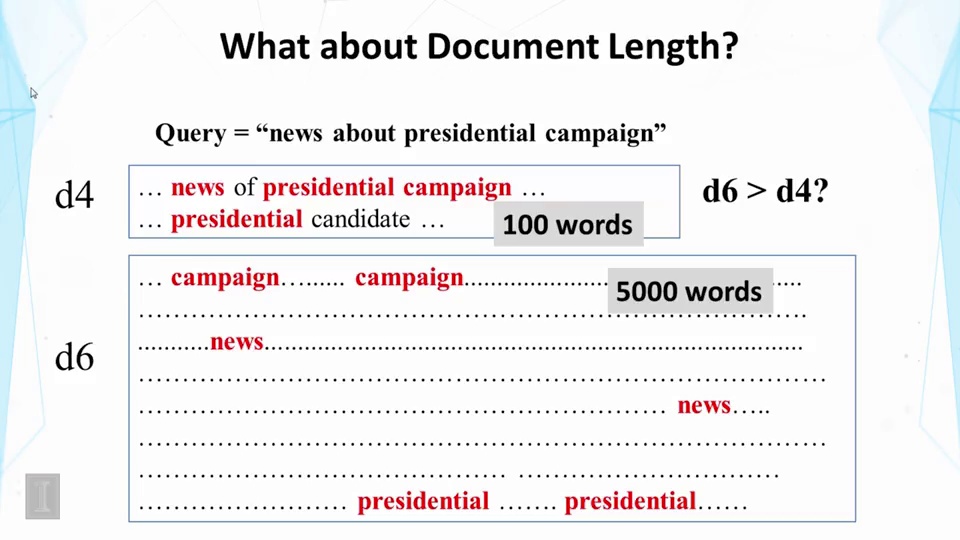 What about Document Length?
Query = “news about presidential campaign”
d4
… news of presidential campaign …
… presidential candidate …
100 words
d6 > d4?
d6
… campaign…...... campaign........................
5000 words
...........news...........................................................................
………………………………………………………… news…..
…………………… presidential ……. presidential……
I